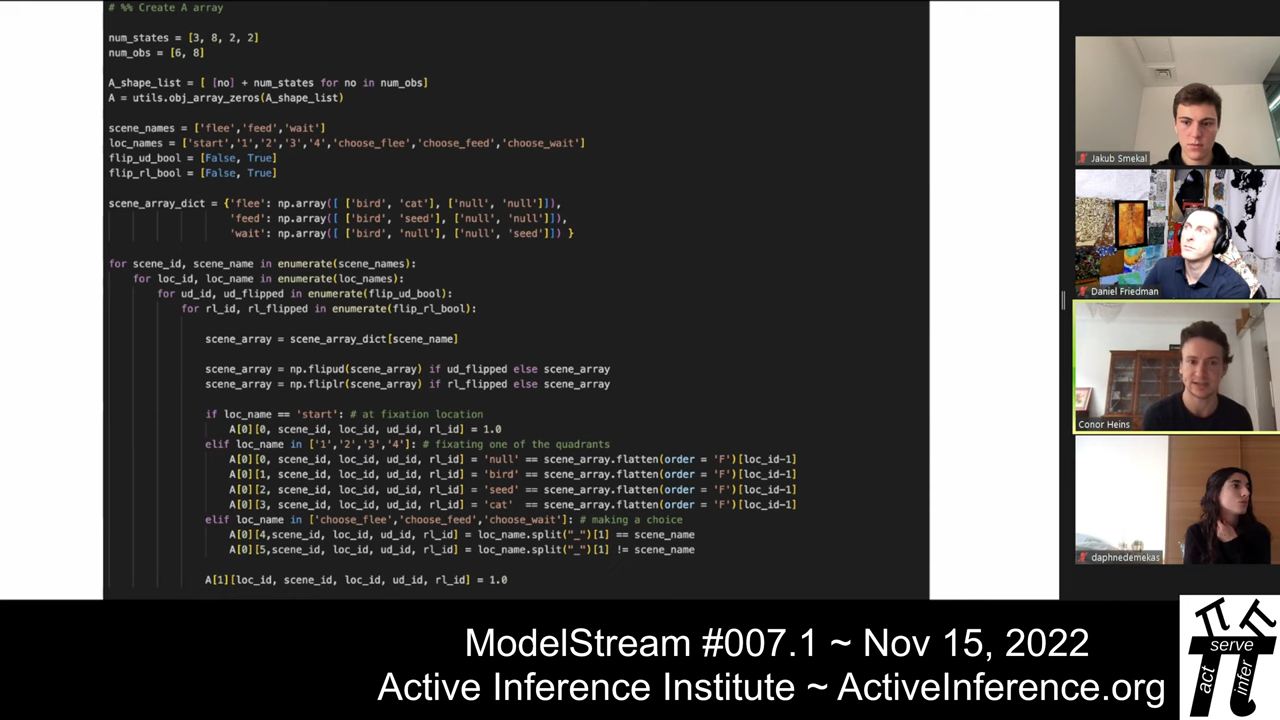 # %% Create A array
num_states = [3, 8, 2, 2]
num_obs = [6, 8]
A_shape_list = [ [no] + num_states for no in num_obs]
A = utils.obj_array_zeros(A_shape_list)
scene_names = ['flee','feed','wait']
loc_names = ['start','1','2','3','4','choose_flee','choose_feed','choose_wait']
flip_ud_bool = [False, True]
flip_rl_bool = [False, True]
scene_array_dict = {'flee': np.array([ ['bird', 'cat'], ['null', 'null']]),
'feed': np.array([ ['bird', 'seed'], ['null', 'null']]),
'wait': np.array([ ['bird', 'null'], ['null', 'seed']]) }
for scene_id, scene_name in enumerate(scene_names):
for loc_id, loc_name in enumerate(loc_names):
for ud_id, ud_flipped in enumerate(flip_ud_bool):
for rl_id, rl_flipped in enumerate(flip_rl_bool):
scene_array = scene_array_dict[scene_name]
scene_array = np.flipud(scene_array) if ud_flipped else scene_array
scene_array = np.fliplr(scene_array) if rl_flipped else scene_array
if loc_name == 'start': # at fixation location
A[0][0, scene_id, loc_id, ud_id, rl_id] = 1.0
elif loc_name in ['1','2','3','4']: # fixating one of the quadrants
A[0][0, scene_id, loc_id, ud_id, rl_id] = 'null' == scene_array.flatten(order = 'F')[loc_id-1]
A[0][1, scene_id, loc_id, ud_id, rl_id] = 'bird' == scene_array.flatten(order = 'F')[loc_id-1]
A[0][2, scene_id, loc_id, ud_id, rl_id] = 'seed' == scene_array.flatten(order = 'F')[loc_id-1]
A[0][3, scene_id, loc_id, ud_id, rl_id] = 'cat' == scene_array.flatten(order = 'F')[loc_id-1]
elif loc_name in ['choose_flee','choose_feed','choose_wait']: # making a choice
A[0][4,scene_id, loc_id, ud_id, rl_id] = loc_name.split("_")[1] == scene_name
A[0][5,scene_id, loc_id, ud_id, rl_id] = loc_name.split("_")[1] != scene_name
A[1][loc_id, scene_id, loc_id, ud_id, rl_id] = 1.0
Jakub Smekal
Daniel Friedman
Conor Heins
daphnedemekas
ModelStream #007.1 ~ Nov 15, 2022
Active Inference Institute ~ ActiveInference.org
serve
act
infer